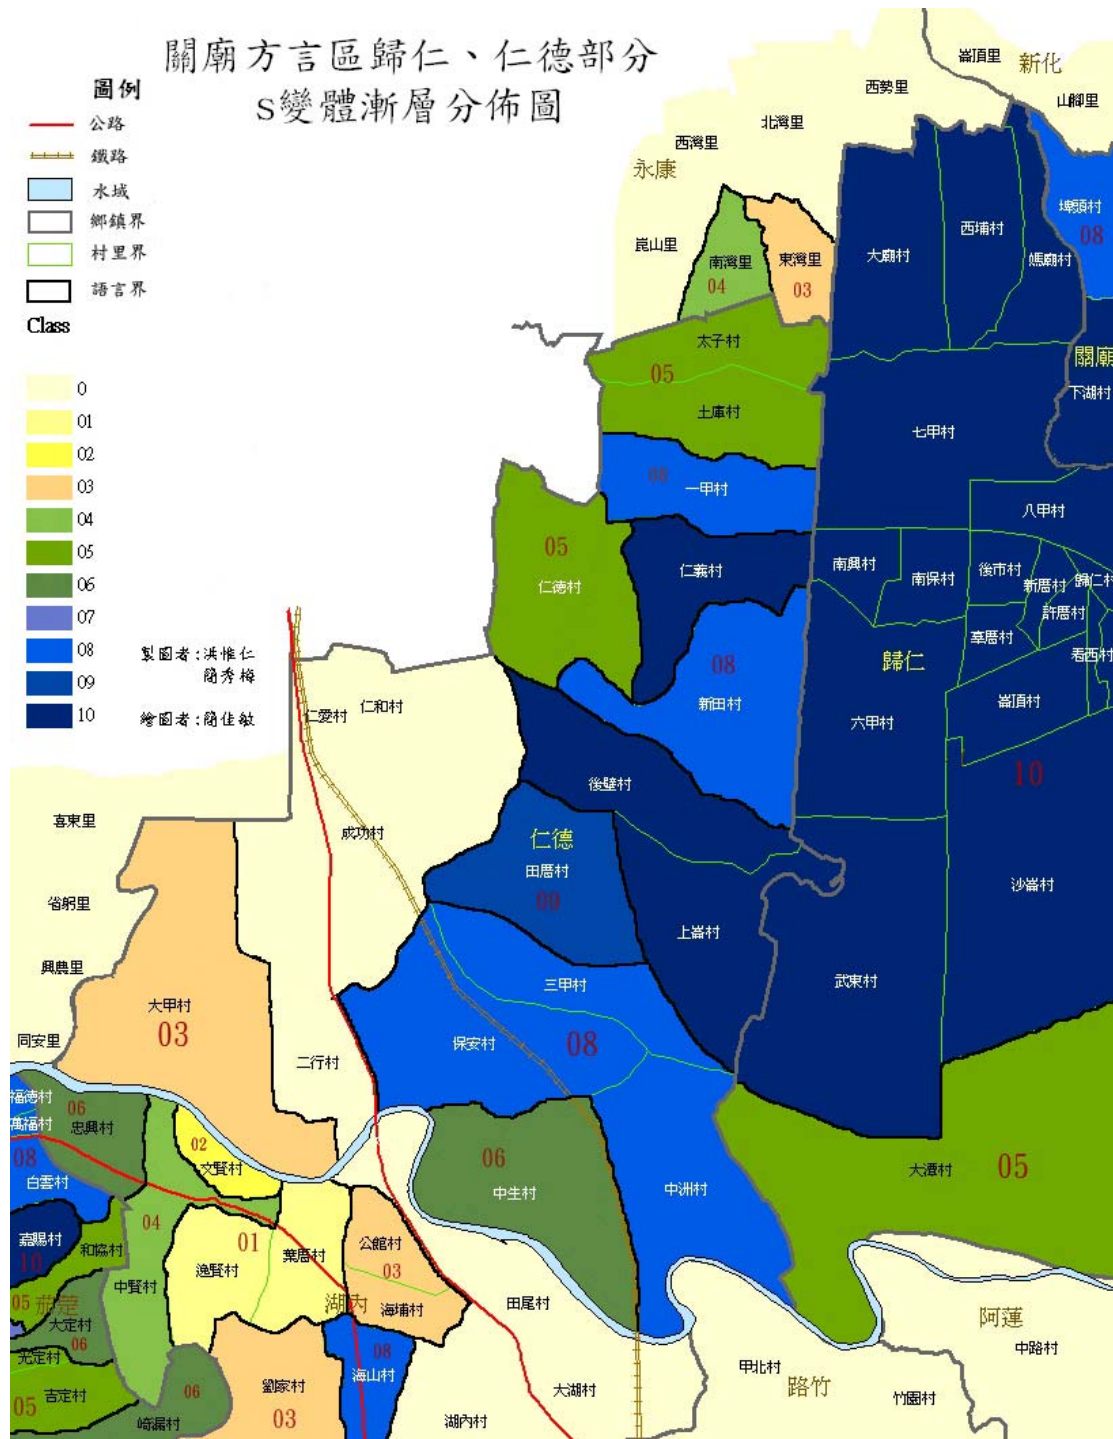 關廟方言區歸仁、仁德部分
S變體漸層分佈圖
圖例
公路
鐵路
水域
鄉鎮界
村里界
語言界
Class
0
01
02
03
04
05
06
07
08
09
10
製圖者:洪惟仁
簡秀梅
繪圖者:簡佳敏
崙頂里
新化
西勢里
山腳里
北灣里
西灣里
永康
崑山里
南灣里
04
東灣里
03
大廟村
西埔村
媽廟村
埤頭村
08
關廟
下湖村
太子村
05
土庫村
七甲村
08
一甲村
八甲村
05
仁德村
仁義村
南興村
南保村
後市村
新厝村
歸仁村
許厝村
辜厝村
看西村
歸仁
08
新田村
崙頂村
六甲村
10
仁愛村
仁和村
後壁村
成功村
喜東里
仁德
田厝村
09
沙崙村
省躬里
上崙村
興農里
三甲村
武東村
大甲村
03
同安里
保安村
08
二行村
福德村
萬福村
06
忠興村
02
文賢村
08
白雲村
06
中生村
中洲村
大潭村
05
04
嘉賜村
10
和協村
01
葉厝村
公館村
03
逸賢村
中賢村
05
茄萣
湖內
海埔村
田尾村
大定村
06
阿蓮
光定村
08
海山村
甲北村
中路村
05
吉定村
06
劉家村
03
大湖村
路竹
竹園村
崎漏村
湖內村